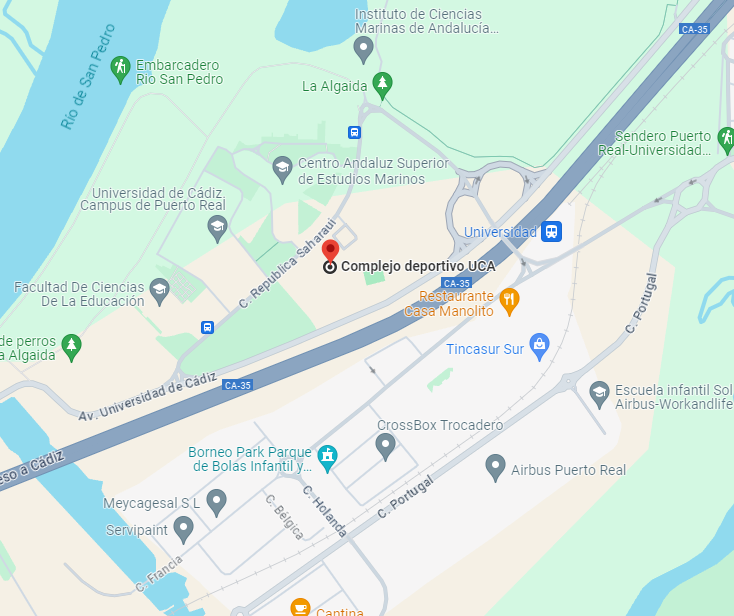 Instituto de Ciencias
Marinas de Andalucía...
CA-35
Río de San Pedro
Embarcadero
Rio San Pedro
La Algaida
Sendero Puerto
Real-Universidad...
Centro Andaluz Superior
de Estudios Marinos
Universidad de Cádiz.
Campus de Puerto Real
Universidad
C. Republica Saharaui
Complejo deportivo UCA
CA-35
Facultad De Ciencias
De La Educación
Restaurante
Casa Manolito
C. Portugal
de perros
a Algaida
Tincasur Sur
Av. Universidad de Cádiz
CA-35
Escuela infantil Sol
Airbus-Workandlife
CrossBox Trocadero
eso a Cádiz
Borneo Park Parque
de Bolas Infantil y...
Airbus Puerto Real
C. Portugal
C. Holanda
C. Bélgica
Meycagesal S L
Servipaint
C. Francia
Cantina